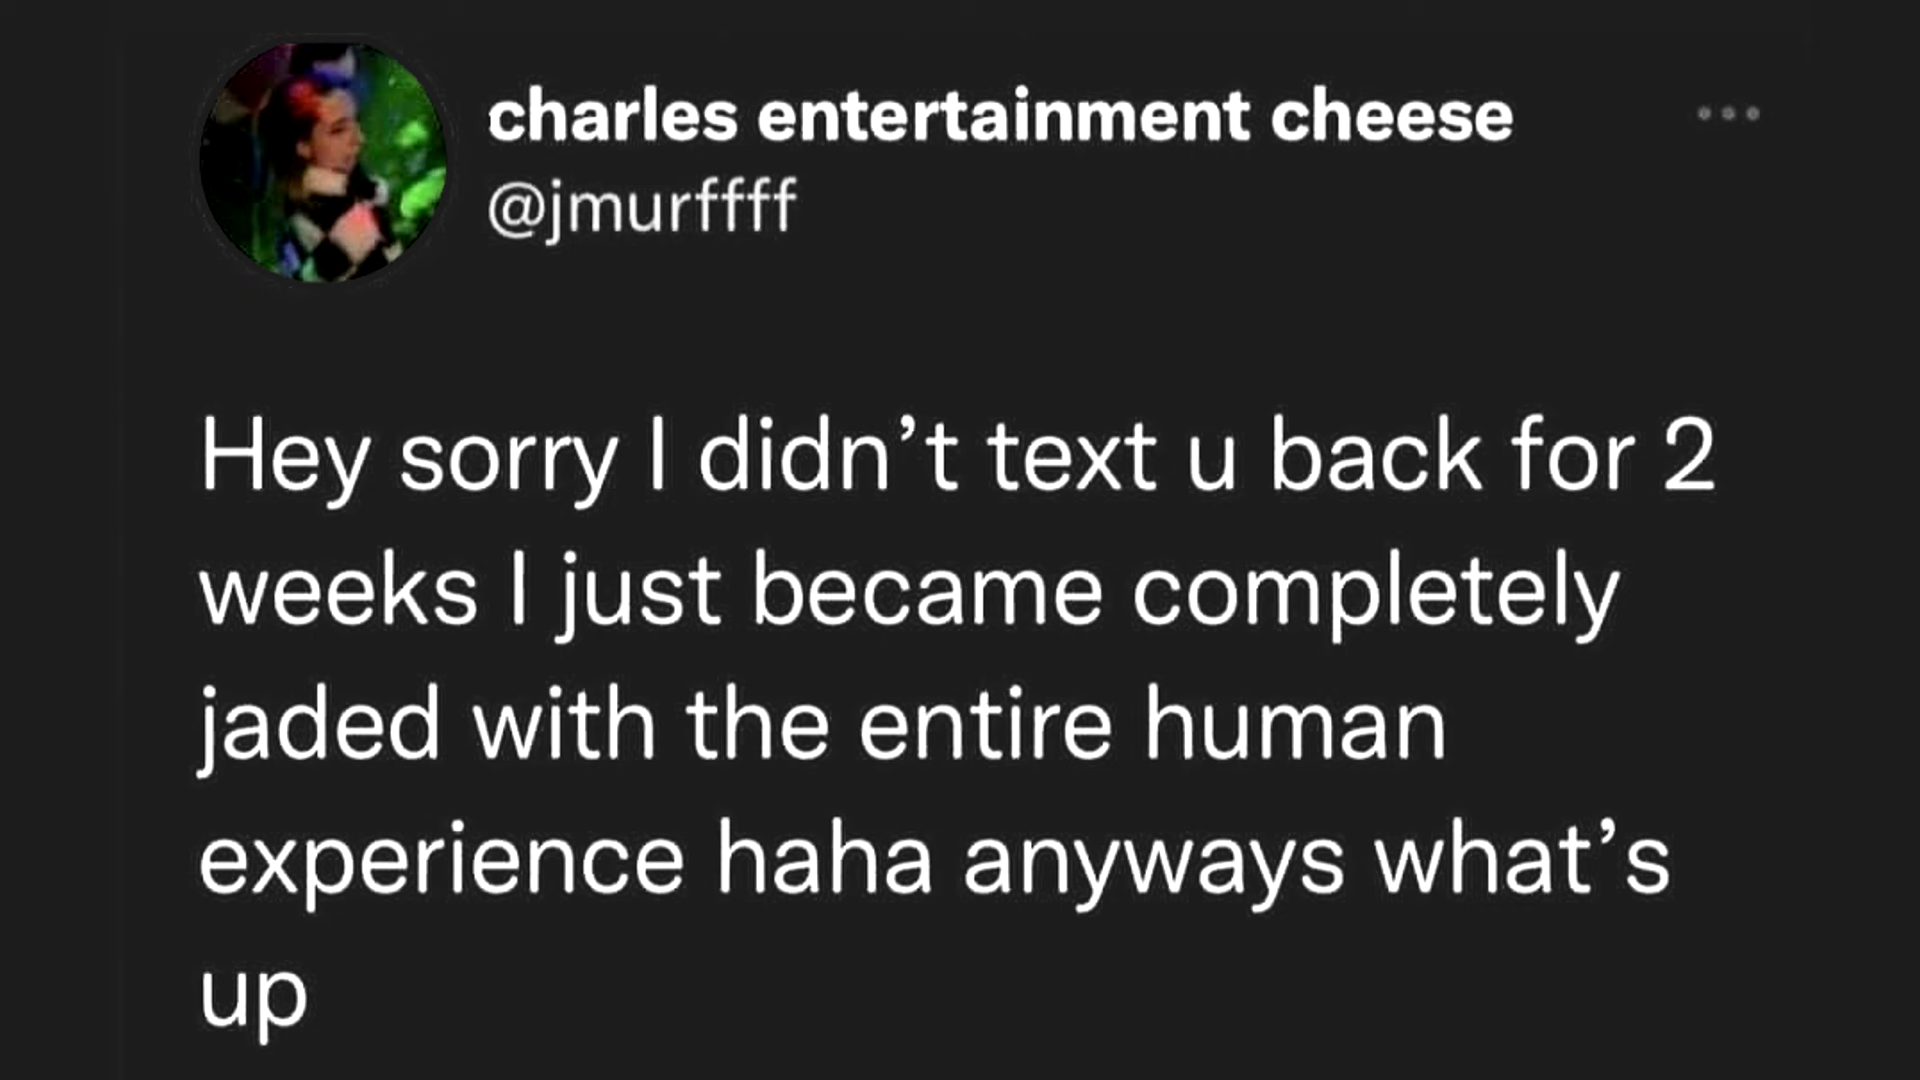 charles entertainment cheese
@jmurffff
Hey sorry I didn’t text u back for 2
weeks I just became completely
jaded with the entire human
experience haha anyways what’s
up